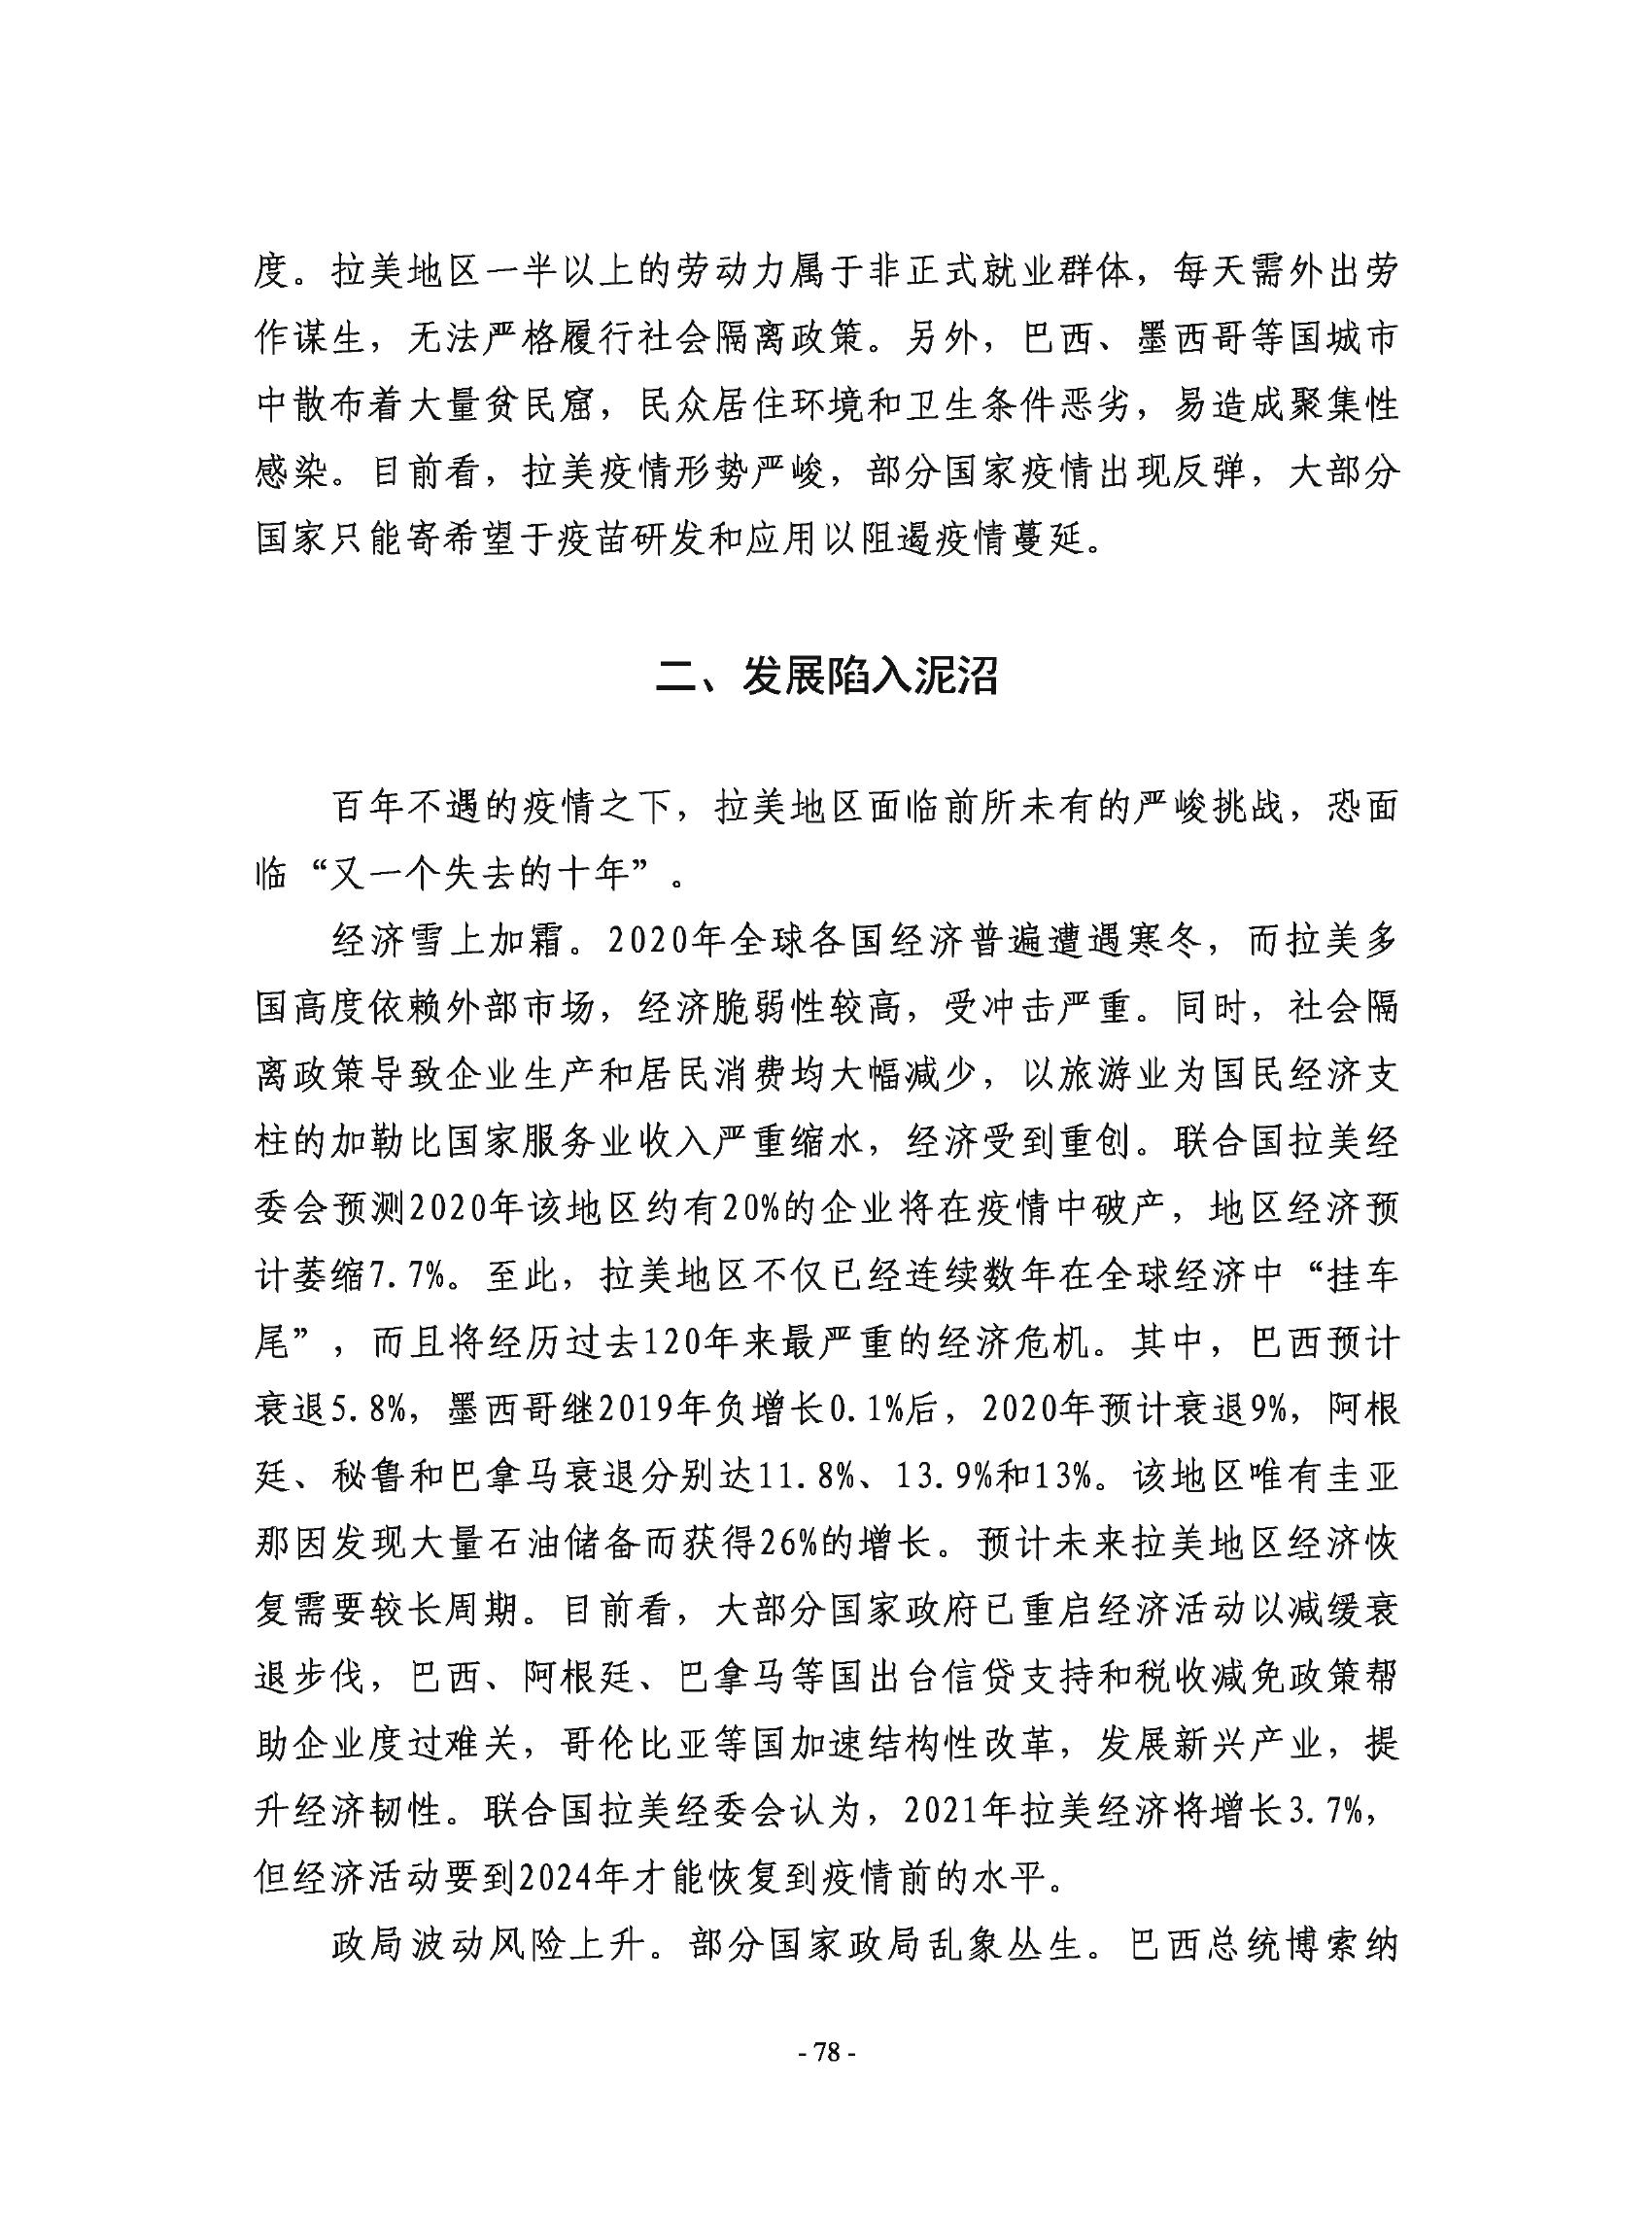 度。拉美地区一半以上的劳动力属于非正式就业群体，每天需外出劳
作谋生，无法严格履行社会隔离政策。另外，巴西、墨西哥等国城市
中散布着大量贫民窟，民众居住环境和卫生条件恶劣，易造成聚集性
感染。目前看，拉美疫情形势严峻，部分国家疫情出现反弹，大部分
国家只能寄希望于疫苗研发和应用以阻遏疫情蔓延。
二、发展陷入泥沼
百年不遇的疫情之下，拉美地区面临前所未有的严峻挑战，恐面
临“又一个失去的十年”。
经济雪上加霜。2020年全球各国经济普遍遭遇寒冬，而拉美多
国高度依赖外部市场，经济脆弱性较高，受冲击严重。同时，社会隔
离政策导致企业生产和居民消费均大幅减少，以旅游业为国民经济支
柱的加勒比国家服务业收入严重缩水，经济受到重创。联合国拉美经
委会预测2020年该地区约有20%的企业将在疫情中破产，地区经济预
计萎缩7.7%。至此，拉美地区不仅已经连续数年在全球经济中“挂车
尾”，而且将经历过去120年来最严重的经济危机。其中，巴西预计
衰退5.8%，墨西哥继2019年负增长0.1%后，2020年预计衰退9%，阿根
廷、秘鲁和巴拿马衰退分别达11.8%、13.9%和13%。该地区唯有圭亚
那因发现大量石油储备而获得26%的增长。预计未来拉美地区经济恢
复需要较长周期。目前看，大部分国家政府已重启经济活动以减缓衰
退步伐，巴西、阿根廷、巴拿马等国出台信贷支持和税收减免政策帮
助企业度过难关，哥伦比亚等国加速结构性改革，发展新兴产业，提
升经济韧性。联合国拉美经委会认为，2021年拉美经济将增长3.7%，
但经济活动要到2024年才能恢复到疫情前的水平。
政局波动风险上升。部分国家政局乱象丛生。巴西总统博索纳
- 78 -